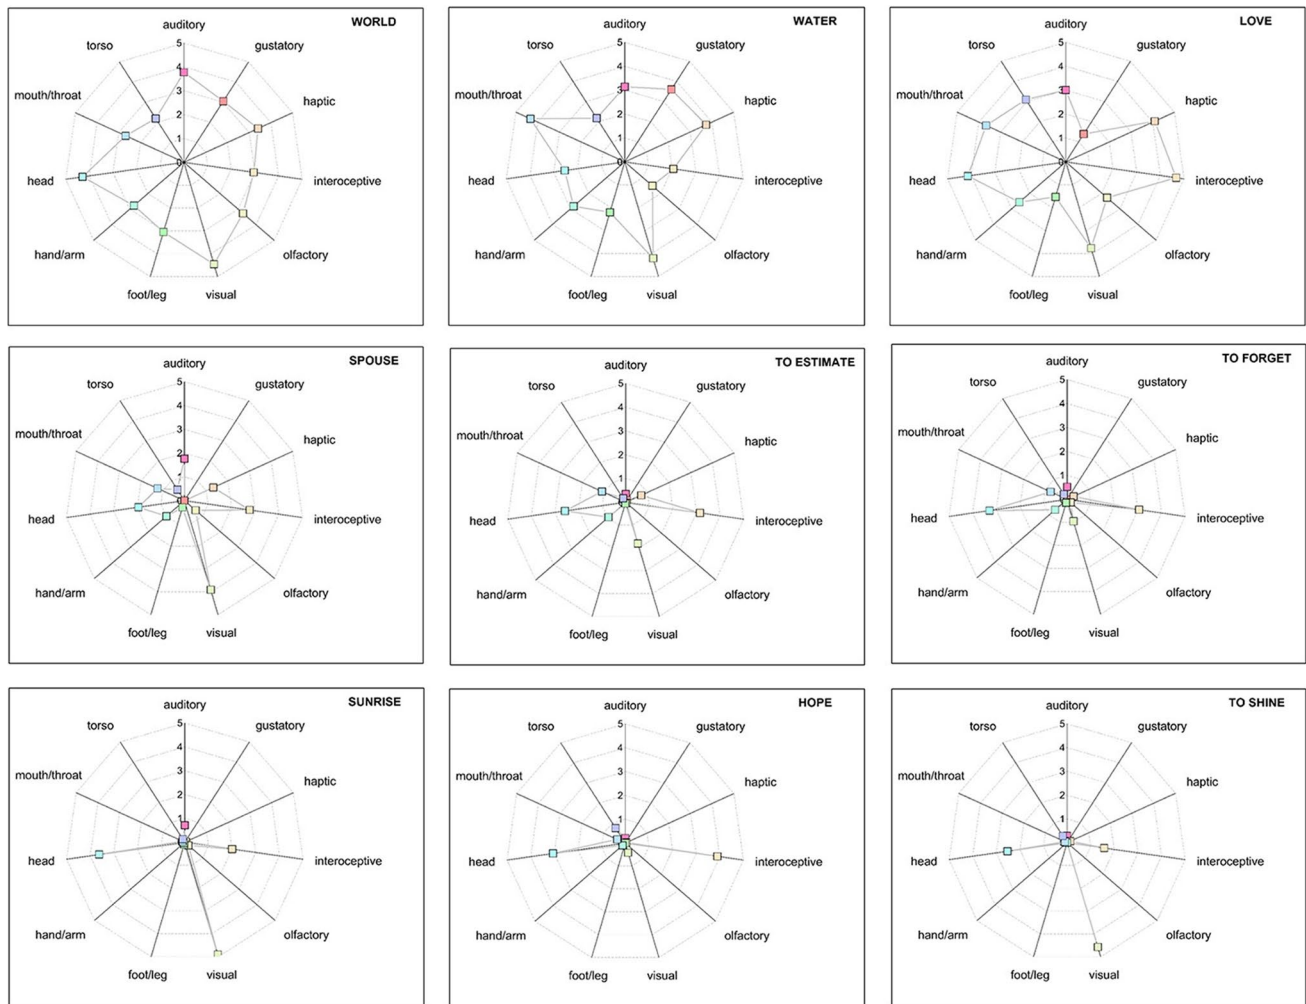 WORLD
auditory
torso
gustatory
5
4
mouth/throat
haptic
3
2
1
0
head
interoceptive
hand/arm
olfactory
foot/leg
visual
WATER
auditory
torso
gustatory
5
4
mouth/throat
haptic
3
2
1
0
head
interoceptive
hand/arm
olfactory
foot/leg
visual
LOVE
auditory
torso
gustatory
5
4
mouth/throat
haptic
3
2
1
0
head
interoceptive
hand/arm
olfactory
foot/leg
visual
SPOUSE
auditory
torso
gustatory
5
4
mouth/throat
haptic
3
2
head
interoceptive
hand/arm
olfactory
foot/leg
visual
TO ESTIMATE
auditory
torso
gustatory
5
4
mouth/throat
haptic
3
2
1
head
interoceptive
hand/arm
olfactory
foot/leg
visual
TO FORGET
auditory
torso
gustatory
5
4
mouth/throat
haptic
3
2
1
head
interoceptive
hand/arm
olfactory
foot/leg
visual
SUNRISE
auditory
torso
gustatory
5
4
mouth/throat
haptic
3
2
1
head
interoceptive
hand/arm
olfactory
foot/leg
visual
HOPE
auditory
torso
gustatory
5
4
mouth/throat
haptic
3
2
1
head
interoceptive
hand/arm
olfactory
foot/leg
visual
TO SHINE
auditory
torso
gustatory
5
4
mouth/throat
haptic
3
2
1
head
interoceptive
hand/arm
olfactory
foot/leg
visual